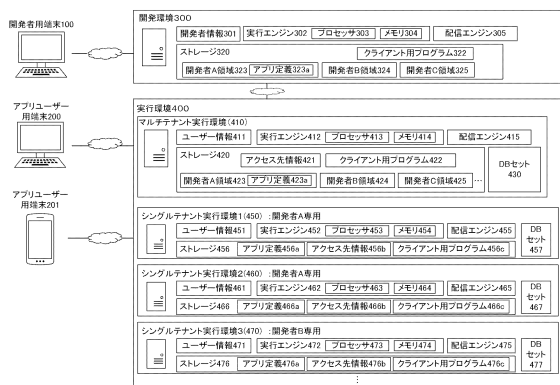 開発者用端末100
開発環境300
開発者情報301
実行エンジン302
プロセッサ303
メモリ304
配信エンジン305
ストレージ320
クライアント用プログラム322
開発者A領域323
アプリ定義323a
開発者B領域324
開発者C領域325
アプリユーザー
用端末200
アプリユーザー
用端末201
実行環境400
マルチテナント実行環境(410)
ユーザー情報411
実行エンジン412
プロセッサ413
メモリ414
配信エンジン415
ストレージ420
アクセス先情報421
クライアント用プログラム422
開発者A領域423
アプリ定義423a
開発者B領域424
開発者C領域425
…
DBセット
430
シングルテナント実行環境1(450):開発者A専用
ユーザー情報451
実行エンジン452
プロセッサ453
メモリ454
配信エンジン455
ストレージ456
アプリ定義456a
アクセス先情報456b
クライアント用プログラム456c
DB
セット
457
シングルテナント実行環境2(460):開発者A専用
ユーザー情報461
実行エンジン462
プロセッサ463
メモリ464
配信エンジン465
ストレージ466
アプリ定義466a
アクセス先情報466b
クライアント用プログラム466c
DB
セット
467
シングルテナント実行環境3(470):開発者B専用
ユーザー情報471
実行エンジン472
プロセッサ473
メモリ474
配信エンジン475
ストレージ476
アプリ定義476a
アクセス先情報476b
クライアント用プログラム476c
DB
セット
477
⋮